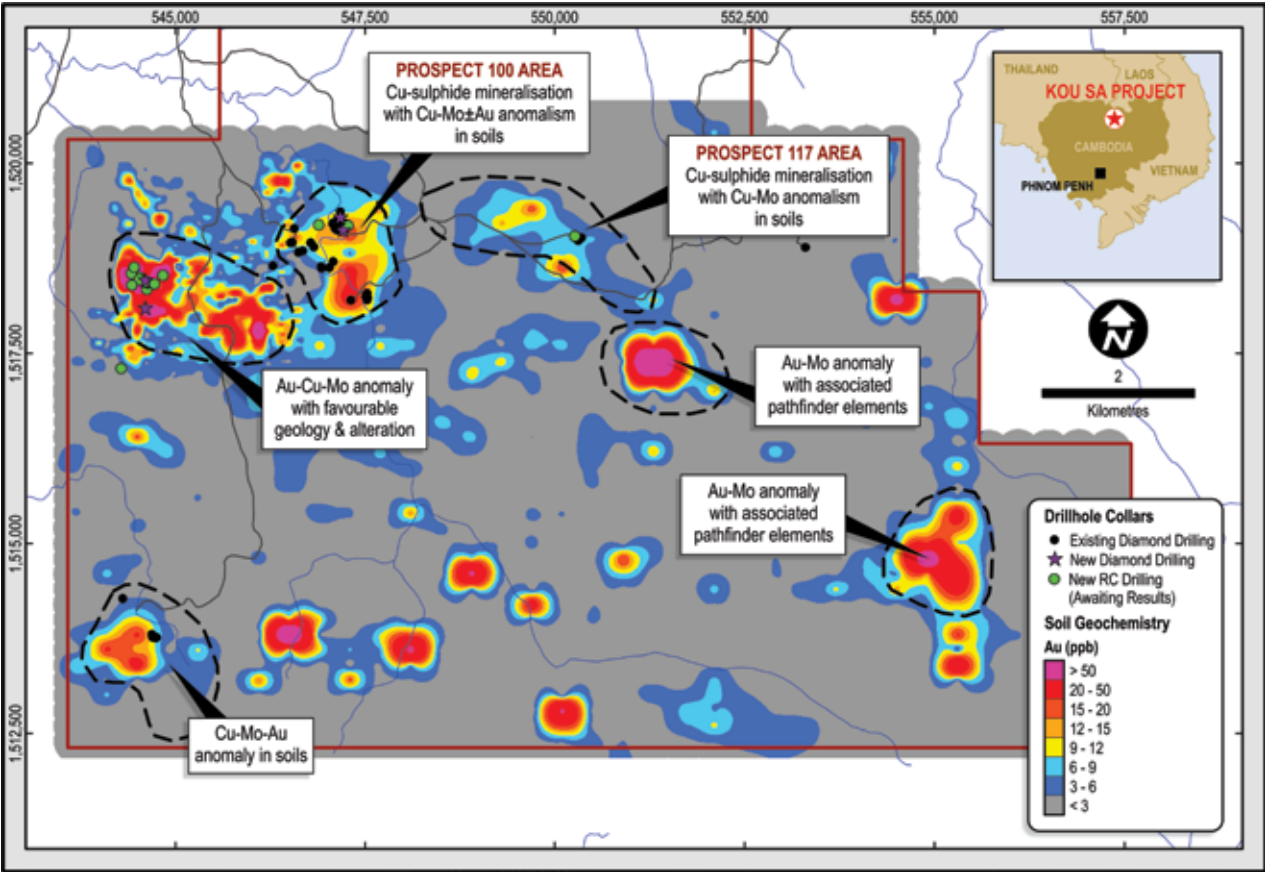 545,000
547,500
550,000
552,500
555,000
557,500
1,520,000
1,517,500
1,515,000
1,512,500
PROSPECT 100 AREA
Cu-sulphide mineralisation
with Cu-Mo±Au anomalism
in soils
PROSPECT 117 AREA
Cu-sulphide mineralisation
with Cu-Mo anomalism
in soils
THAILAND
LAOS
KOU SA PROJECT
CAMBODIA
PHNOM PENH
VIETNAM
N
2
Kilometres
Au-Cu-Mo anomaly
with favourable
geology & alteration
Au-Mo anomaly
with associated
pathfinder elements
Au-Mo anomaly
with associated
pathfinder elements
Cu-Mo-Au
anomaly in soils
Drillhole Collars
Existing Diamond Drilling
New Diamond Drilling
New RC Drilling
(Awaiting Results)
Soil Geochemistry
Au (ppb)
> 50
20 - 50
15 - 20
12 - 15
9 - 12
6 - 9
3 - 6
< 3